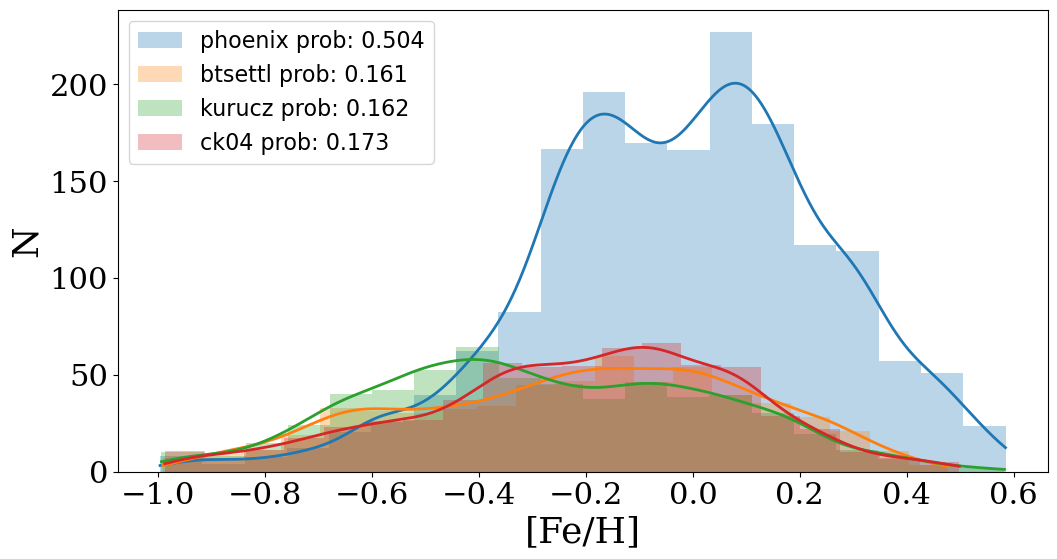 phoenix prob: 0.504
btsettl prob: 0.161
kurucz prob: 0.162
ck04 prob: 0.173
N
200
150
100
50
0
−1.0 −0.8 −0.6 −0.4 −0.2 0.0 0.2 0.4 0.6
[Fe/H]